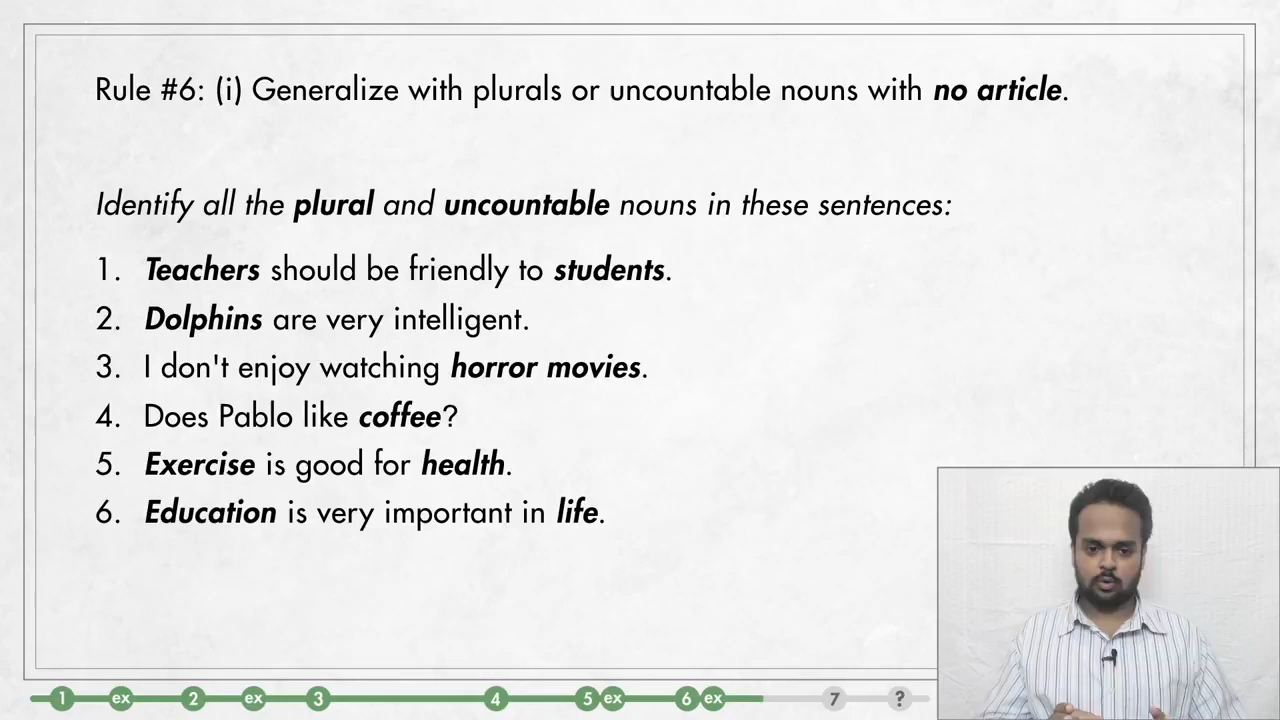 Rule #6: (i) Generalize with plurals or uncountable nouns with no article.
Identify all the plural and uncountable nouns in these sentences:
1. Teachers should be friendly to students.
2. Dolphins are very intelligent.
3. I don't enjoy watching horror movies.
4. Does Pablo like coffee?
5. Exercise is good for health.
6. Education is very important in life.
1 ex 2 ex 3 4 5 ex 6 ex 7 ?